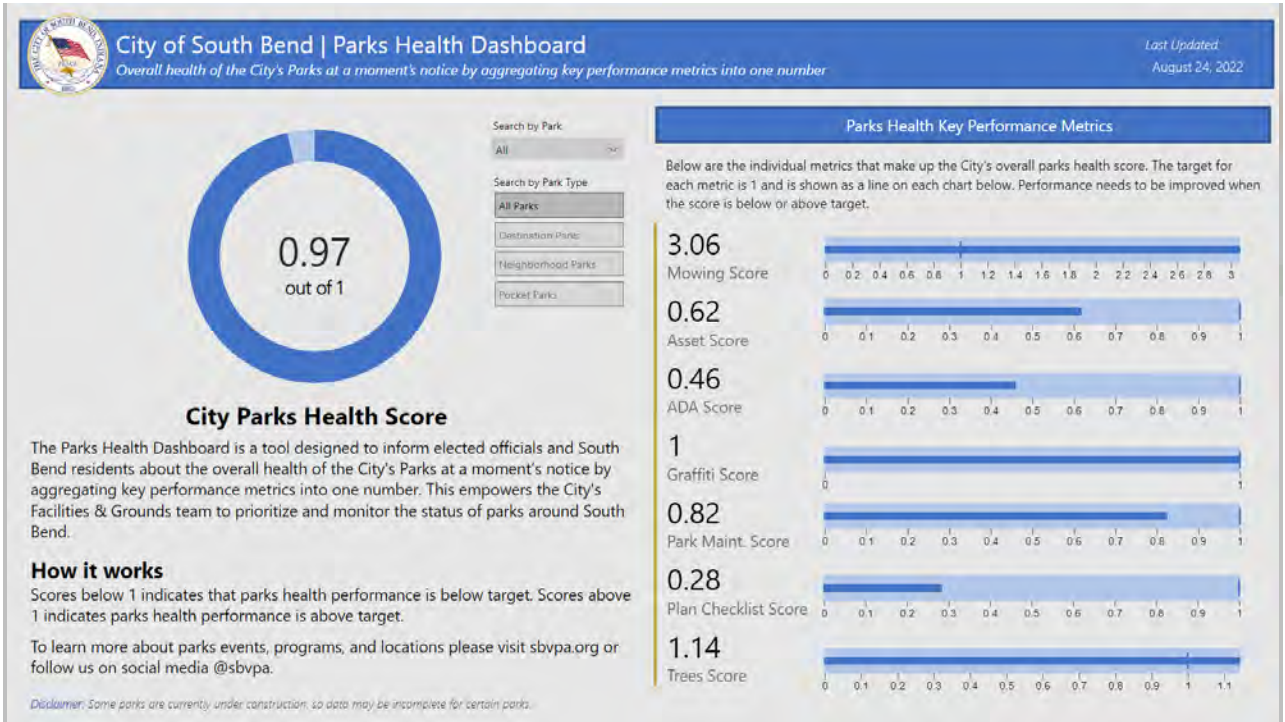 THE CITY OF SOUTH BEND, INDIANA
PEACE
1865
City of South Bend | Parks Health Dashboard
Overall health of the City's Parks at a moment's notice by aggregating key performance metrics into one number
Last Updated
August 24, 2022
0.97
out of 1
Search by Park
All
Search by Park Type
All Parks
Destination Parks
Neighborhood Parks
Pocket Parks
City Parks Health Score
The Parks Health Dashboard is a tool designed to inform elected officials and South
Bend residents about the overall health of the City's Parks at a moment's notice by
aggregating key performance metrics into one number. This empowers the City's
Facilities & Grounds team to prioritize and monitor the status of parks around South
Bend.
How it works
Scores below 1 indicates that parks health performance is below target. Scores above
1 indicates parks health performance is above target.
To learn more about parks events, programs, and locations please visit sbvpa.org or
follow us on social media @sbvpa.
Disclaimer: Some parks are currently under construction, so data may be incomplete for certain parks.
Parks Health Key Performance Metrics
Below are the individual metrics that make up the City's overall parks health score. The target for
each metric is 1 and is shown as a line on each chart below. Performance needs to be improved when
the score is below or above target.
3.06
Mowing Score
0 0.2 0.4 0.6 0.8 1 1.2 1.4 1.6 1.8 2 2.2 2.4 2.6 2.8 3
0.62
Asset Score
0 0.1 0.2 0.3 0.4 0.5 0.6 0.7 0.8 0.9 1
0.46
ADA Score
0 0.1 0.2 0.3 0.4 0.5 0.6 0.7 0.8 0.9 1
1
Graffiti Score
0 1
0.82
Park Maint. Score
0 0.1 0.2 0.3 0.4 0.5 0.6 0.7 0.8 0.9 1
0.28
Plan Checklist Score
0 0.1 0.2 0.3 0.4 0.5 0.6 0.7 0.8 0.9 1
1.14
Trees Score
0 0.1 0.2 0.3 0.4 0.5 0.6 0.7 0.8 0.9 1 1.1